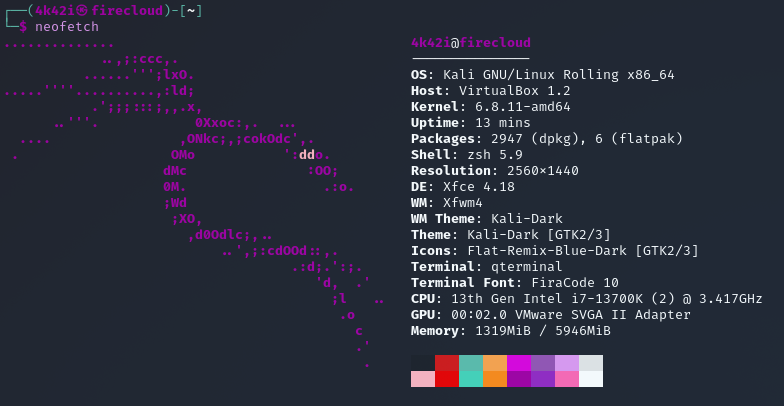 ┌──(4k42i㉿firecloud)-[~]
└─$ neofetch
..............
            ..,;:ccc,.                             4k42i@firecloud
          ......''';lxO.                           ---------------
.....''''..........,:ld;                           OS: Kali GNU/Linux Rolling x86_64
           .';;;:::;,,.x,                          Host: VirtualBox 1.2
      ..'''.            0Xxoc:,.  ...              Kernel: 6.8.11-amd64
  ....                ,ONkc;,;cokOdc',.            Uptime: 13 mins
 .                   OMo           ':ddo.          Packages: 2947 (dpkg), 6 (flatpak)
                    dMc               :OO;         Shell: zsh 5.9
                    0M.                 .:o.       Resolution: 2560x1440
                    ;Wd                            DE: Xfce 4.18
                     ;XO,                          WM: Xfwm4
                       ,d0Odlc;,..                 WM Theme: Kali-Dark
                           ..',;:cdOOd::,.         Theme: Kali-Dark [GTK2/3]
                                    .:d;.':;.      Icons: Flat-Remix-Blue-Dark [GTK2/3]
                                       'd,  .'     Terminal: qterminal
                                         ;l   ..   Terminal Font: FiraCode 10
                                          .o       CPU: 13th Gen Intel i7-13700K (2) @ 3.417GHz
                                            c      GPU: 00:02.0 VMware SVGA II Adapter
                                            .'     Memory: 1319MiB / 5946MiB
                                             .